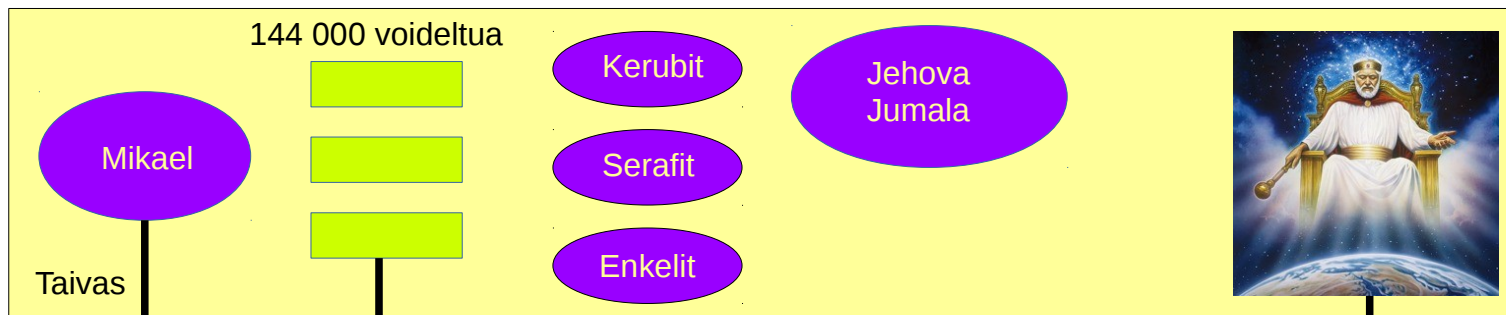 144 000 voideltua
Mikael
Kerubit
Serafit
Enkelit
Jehova
Jumala
Taivas